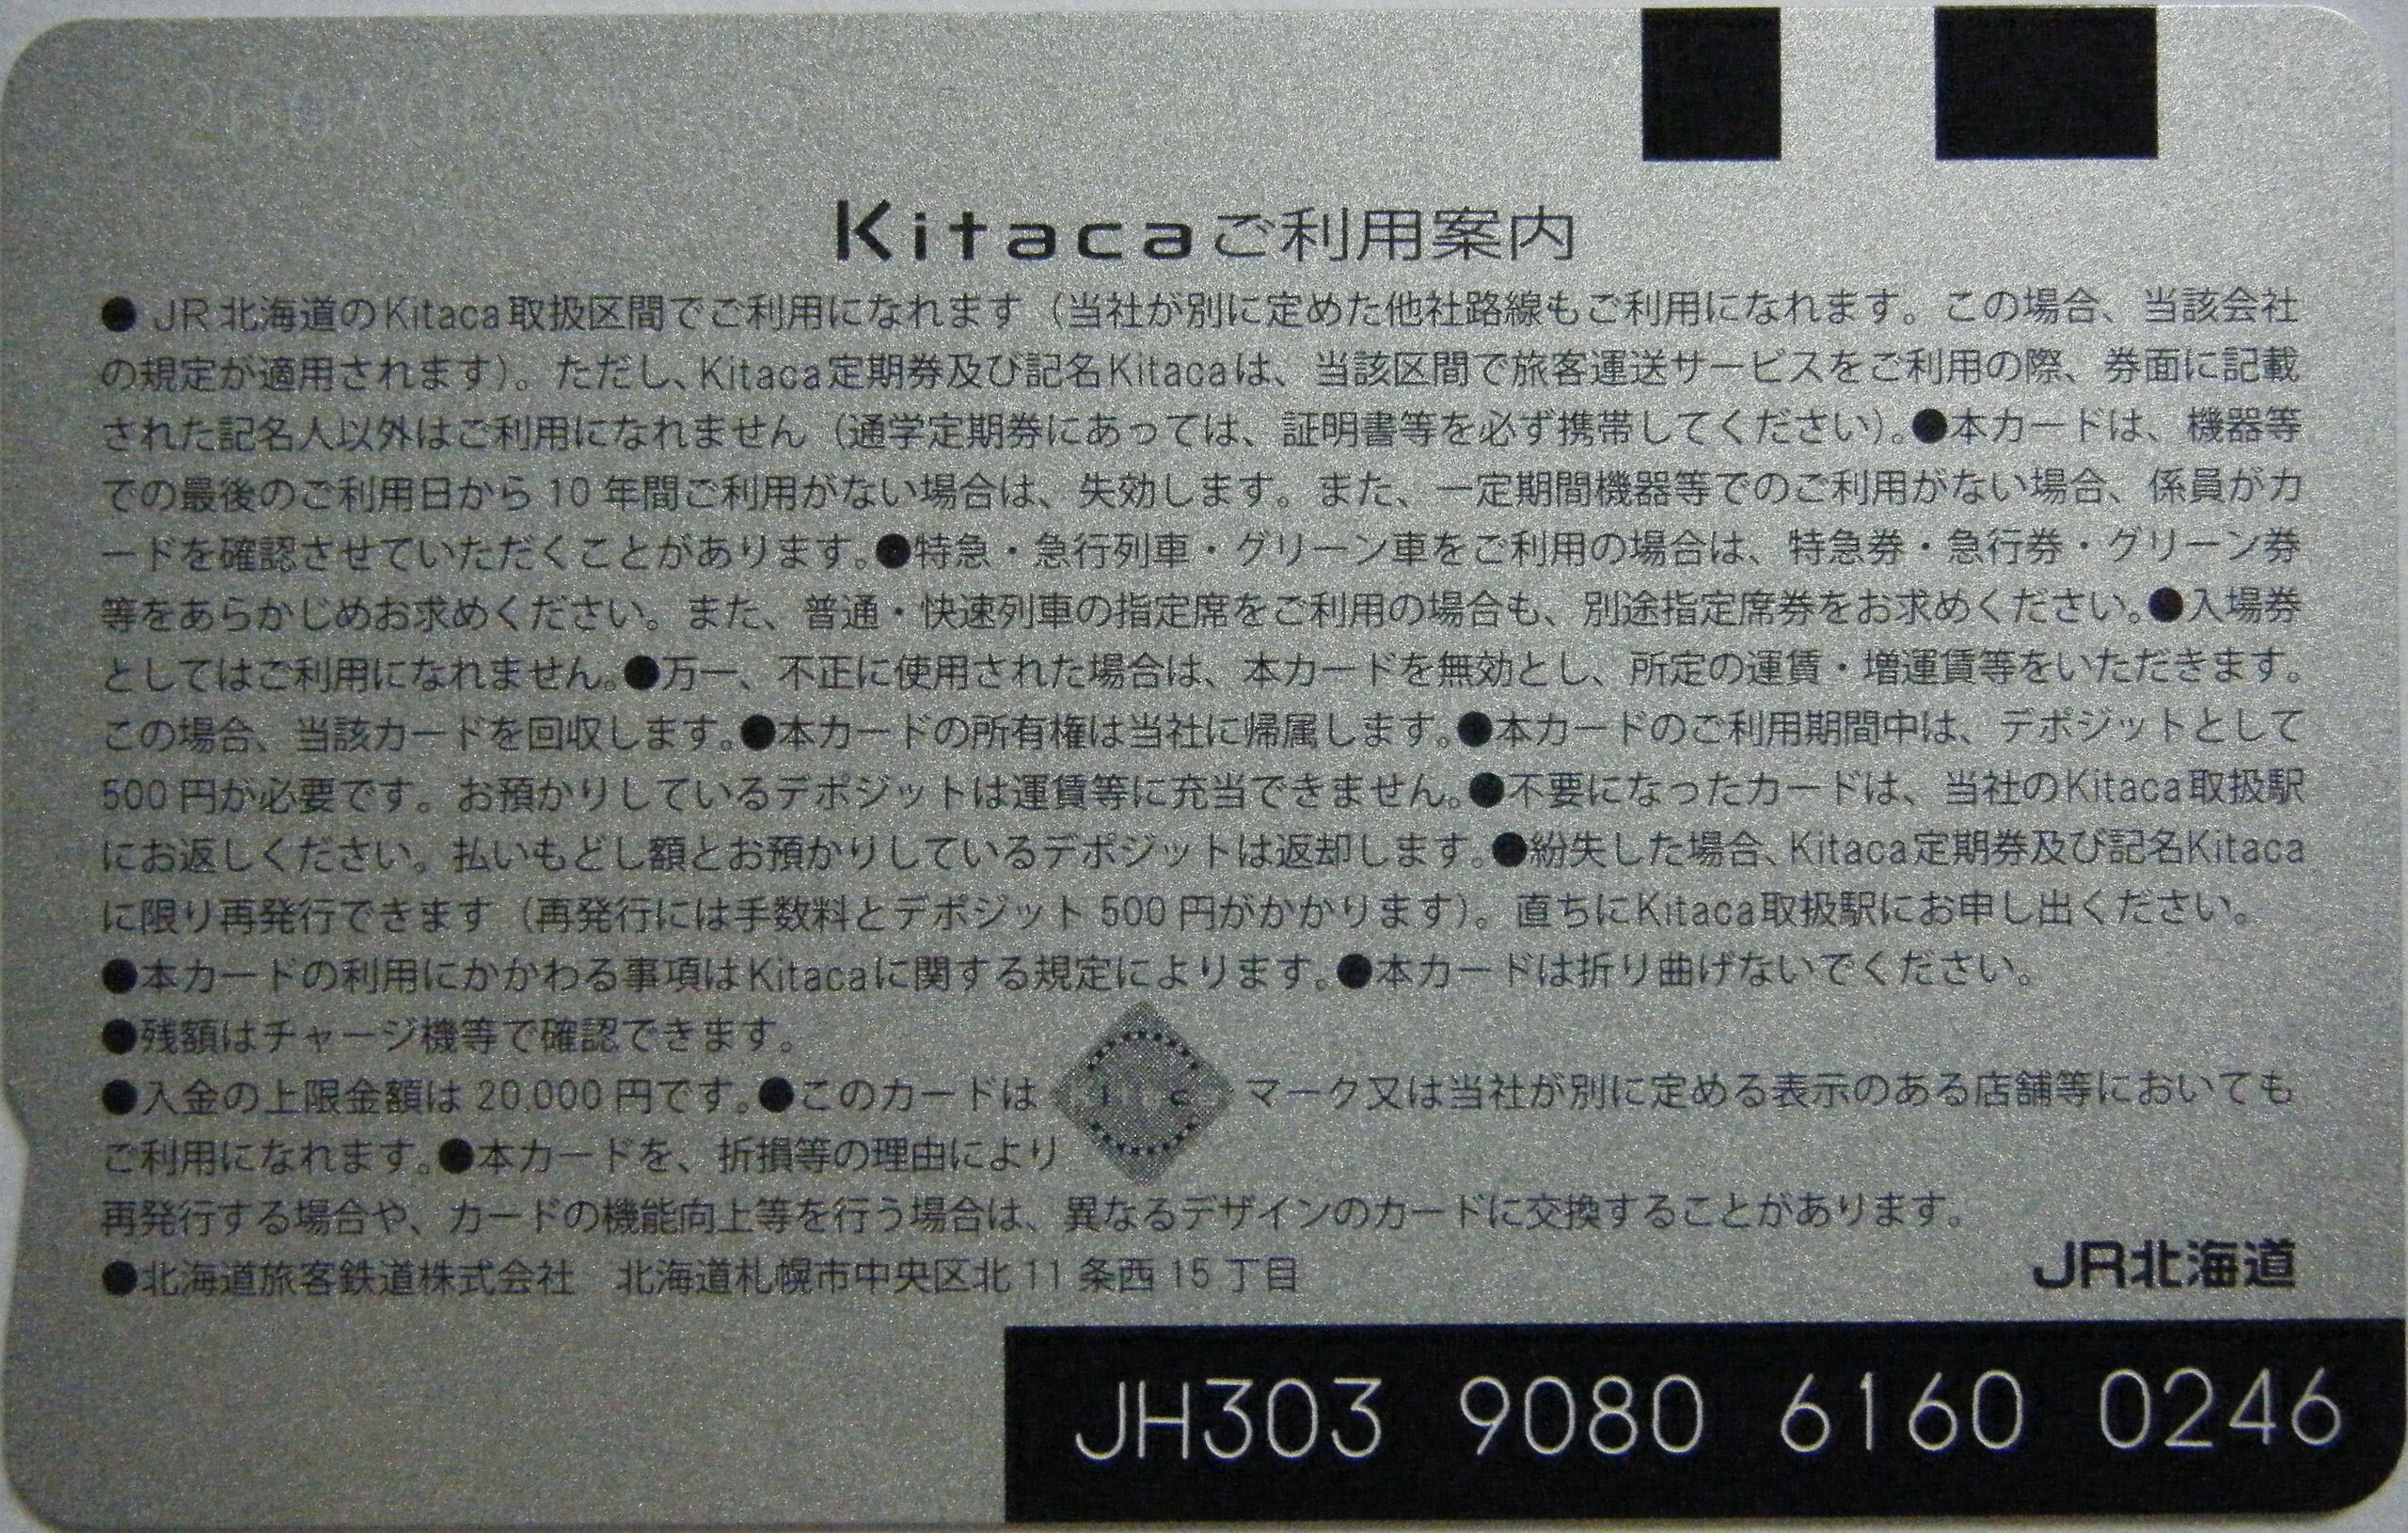 Kitacaご利用案内
● JR北海道のKitaca取扱区間でご利用になれます（当社が別に定めた他社路線もご利用になれます。この場合、当該会社
の規定が適用されます）。ただし、Kitaca定期券及び記名Kitacaは、当該区間で旅客運送サービスをご利用の際、券面に記載
された記名人以外はご利用になれません（通学定期券にあっては、証明書等を必ず携帯してください）。●本カードは、機器等
での最後のご利用日から 10 年間ご利用がない場合は、失効します。また、一定期間機器等でのご利用がない場合、係員がカ
ードを確認させていただくことがあります。●特急・急行列車・グリーン車をご利用の場合は、特急券・急行券・グリーン券
等をあらかじめお求めください。また、普通・快速列車の指定席をご利用の場合も、別途指定席券をお求めください。●入場券
としてはご利用になれません。●万一、不正に使用された場合は、本カードを無効とし、所定の運賃・増運賃等をいただきます。
この場合、当該カードを回収します。●本カードの所有権は当社に帰属します。●本カードのご利用期間中は、デポジットとして
500 円が必要です。お預かりしているデポジットは運賃等に充当できません。●不要になったカードは、当社のKitaca取扱駅
にお返しください。払いもどし額とお預かりしているデポジットは返却します。●紛失した場合、Kitaca定期券及び記名Kitaca
に限り再発行できます（再発行には手数料とデポジット 500 円がかかります）。直ちにKitaca取扱駅にお申し出ください。
●本カードの利用にかかわる事項はKitacaに関する規定によります。●本カードは折り曲げないでください。
●残額はチャージ機等で確認できます。
●入金の上限金額は 20,000 円です。●このカードは マーク又は当社が別に定める表示のある店舗等においても
ご利用になれます。●本カードを、折損等の理由により
再発行する場合や、カードの機能向上等を行う場合は、異なるデザインのカードに交換することがあります。
●北海道旅客鉄道株式会社　北海道札幌市中央区北 11 条西 15 丁目
JR北海道
JH303 9080 6160 0246